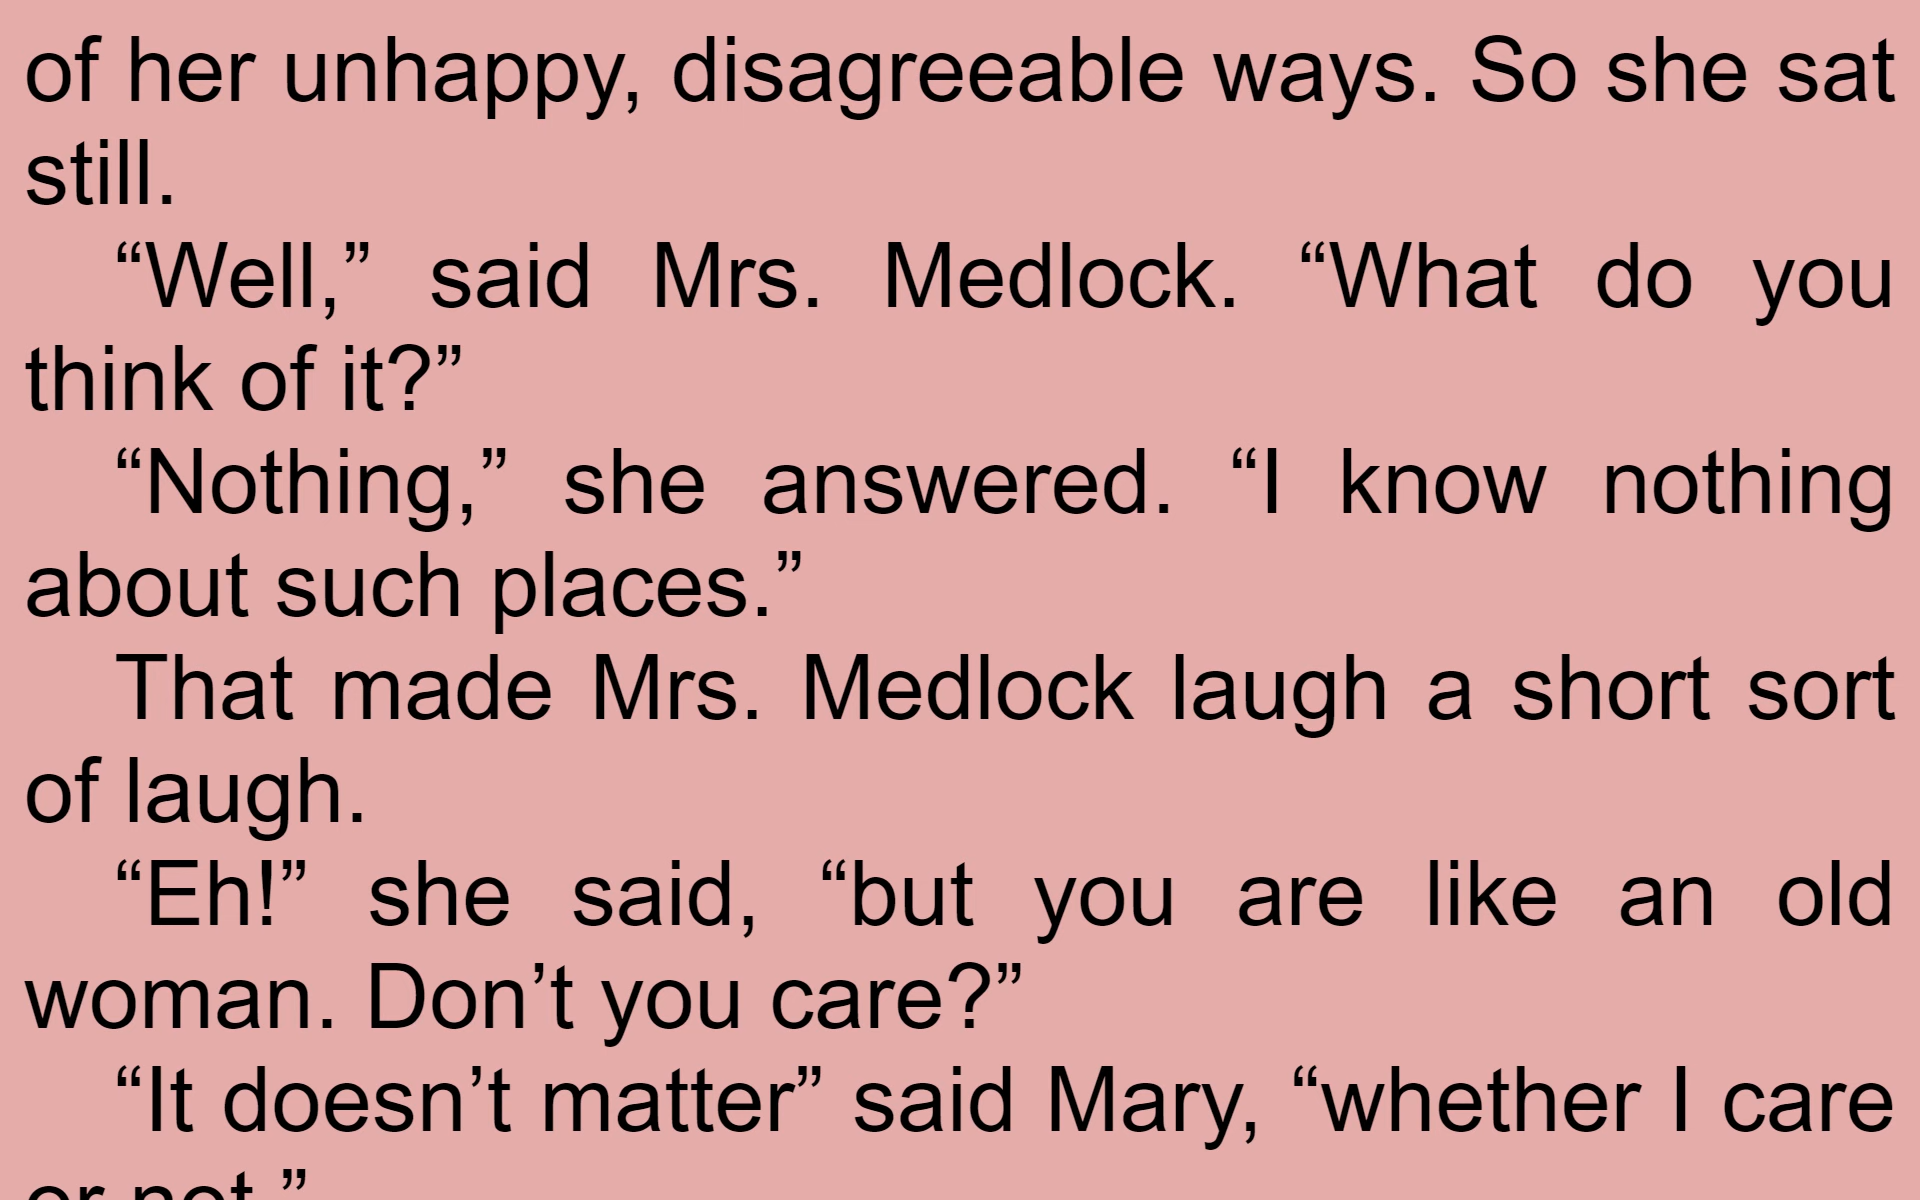 of her unhappy, disagreeable ways. So she sat
still.
“Well,” said Mrs. Medlock. “What do you
think of it?”
“Nothing,” she answered. “I know nothing
about such places.”
That made Mrs. Medlock laugh a short sort
of laugh.
“Eh!” she said, “but you are like an old
woman. Don’t you care?”
“It doesn’t matter” said Mary, “whether I care
or not.”